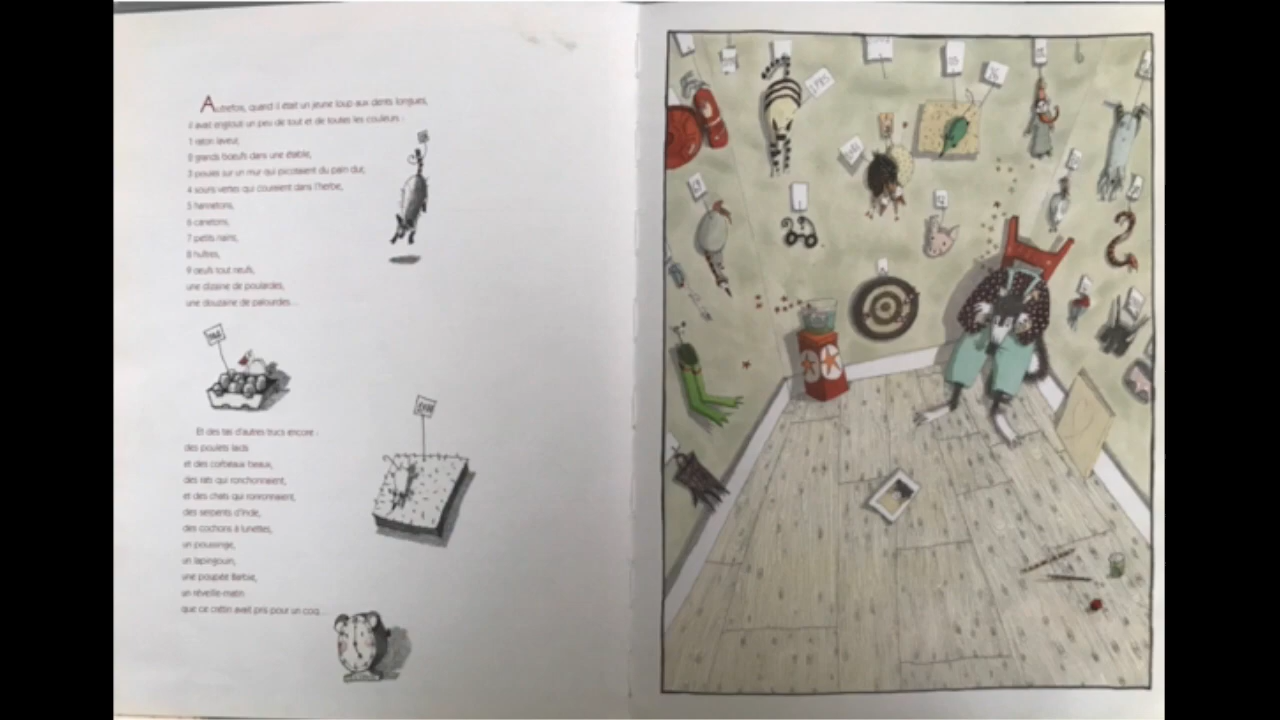 Autrefois, quand il était un jeune loup aux dents longues,
il avait englouti un peu de tout et de toutes les couleurs :
1 raton laveur,
2 grands bœufs dans une étable,
3 poules sur un mur qui picotaient du pain dur,
4 souris vertes qui couraient dans l'herbe,
5 hannetons,
6 canetons,
7 petits nains,
8 huîtres,
9 œufs tout neufs,
une dizaine de poulardes,
une douzaine de palourdes...
Et des tas d'autres trucs encore :
des poulets laids
et des corbeaux beaux,
des rats qui ronchonnaient,
et des chats qui ronronnaient,
des serpents d'Inde,
des cochons à lunettes,
un poussinge,
un lapingouin,
une poupée Barbie,
un réveille-matin
que ce crétin avait pris pour un coq...